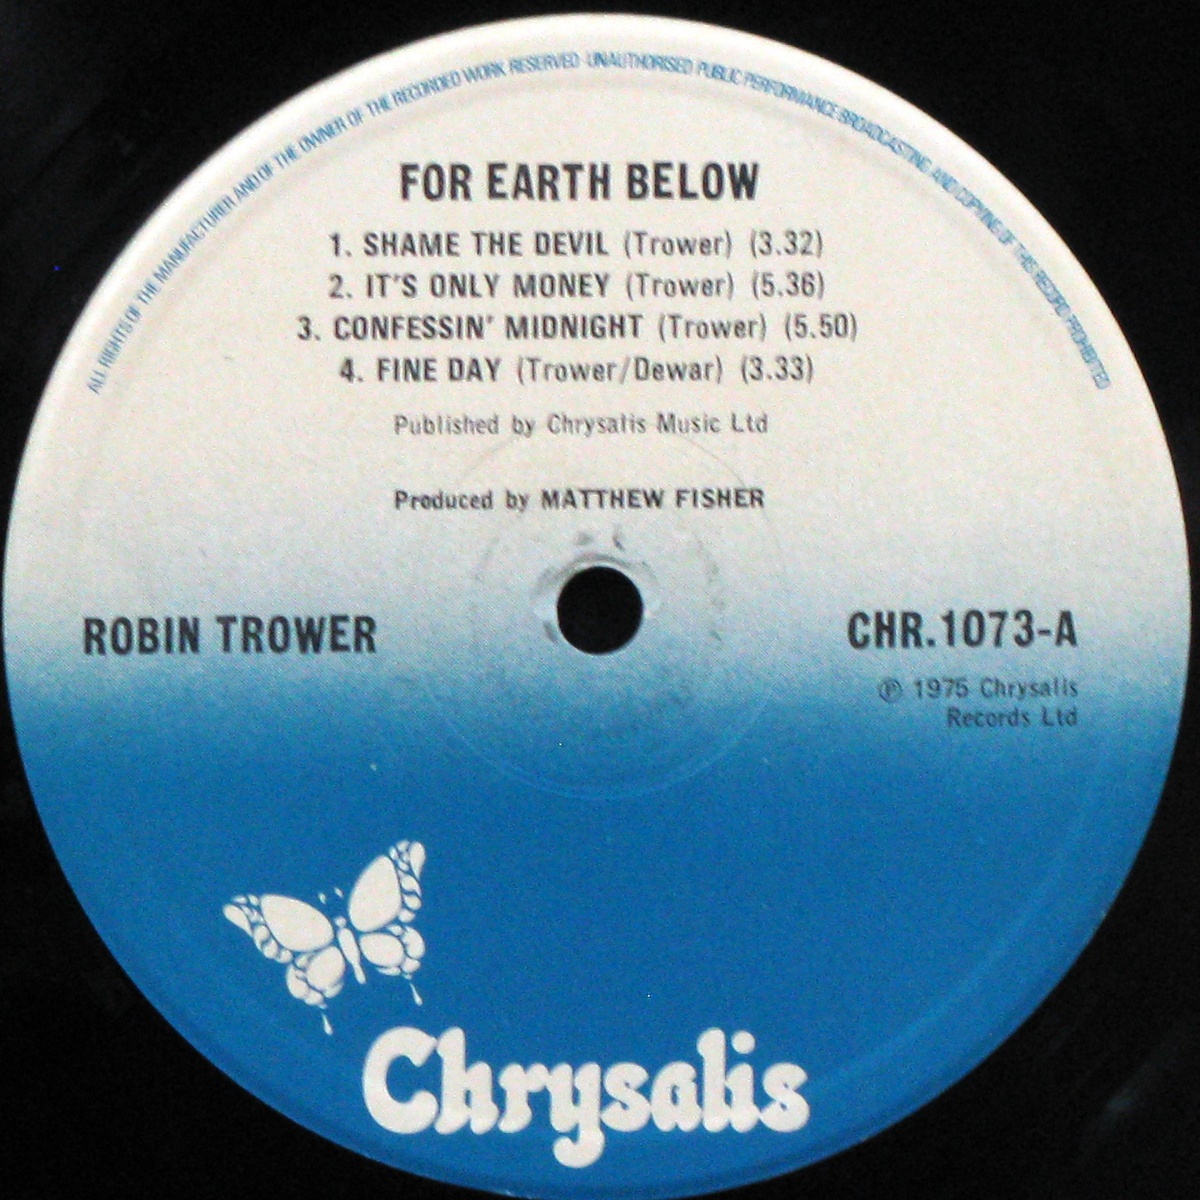 ALL RIGHTS OF THE MANUFACTURER AND OF THE OWNER OF THE RECORDED WORK RESERVED · UNAUTHORISED PUBLIC PERFORMANCE BROADCASTING AND COPYING OF THIS RECORD PROHIBITED
FOR EARTH BELOW
1. SHAME THE DEVIL (Trower) (3.32)
2. IT'S ONLY MONEY (Trower) (5.36)
3. CONFESSIN' MIDNIGHT (Trower) (5.50)
4. FINE DAY (Trower/Dewar) (3.33)
Published by Chrysalis Music Ltd
Produced by MATTHEW FISHER
ROBIN TROWER
CHR.1073-A
℗ 1975 Chrysalis
Records Ltd
Chrysalis